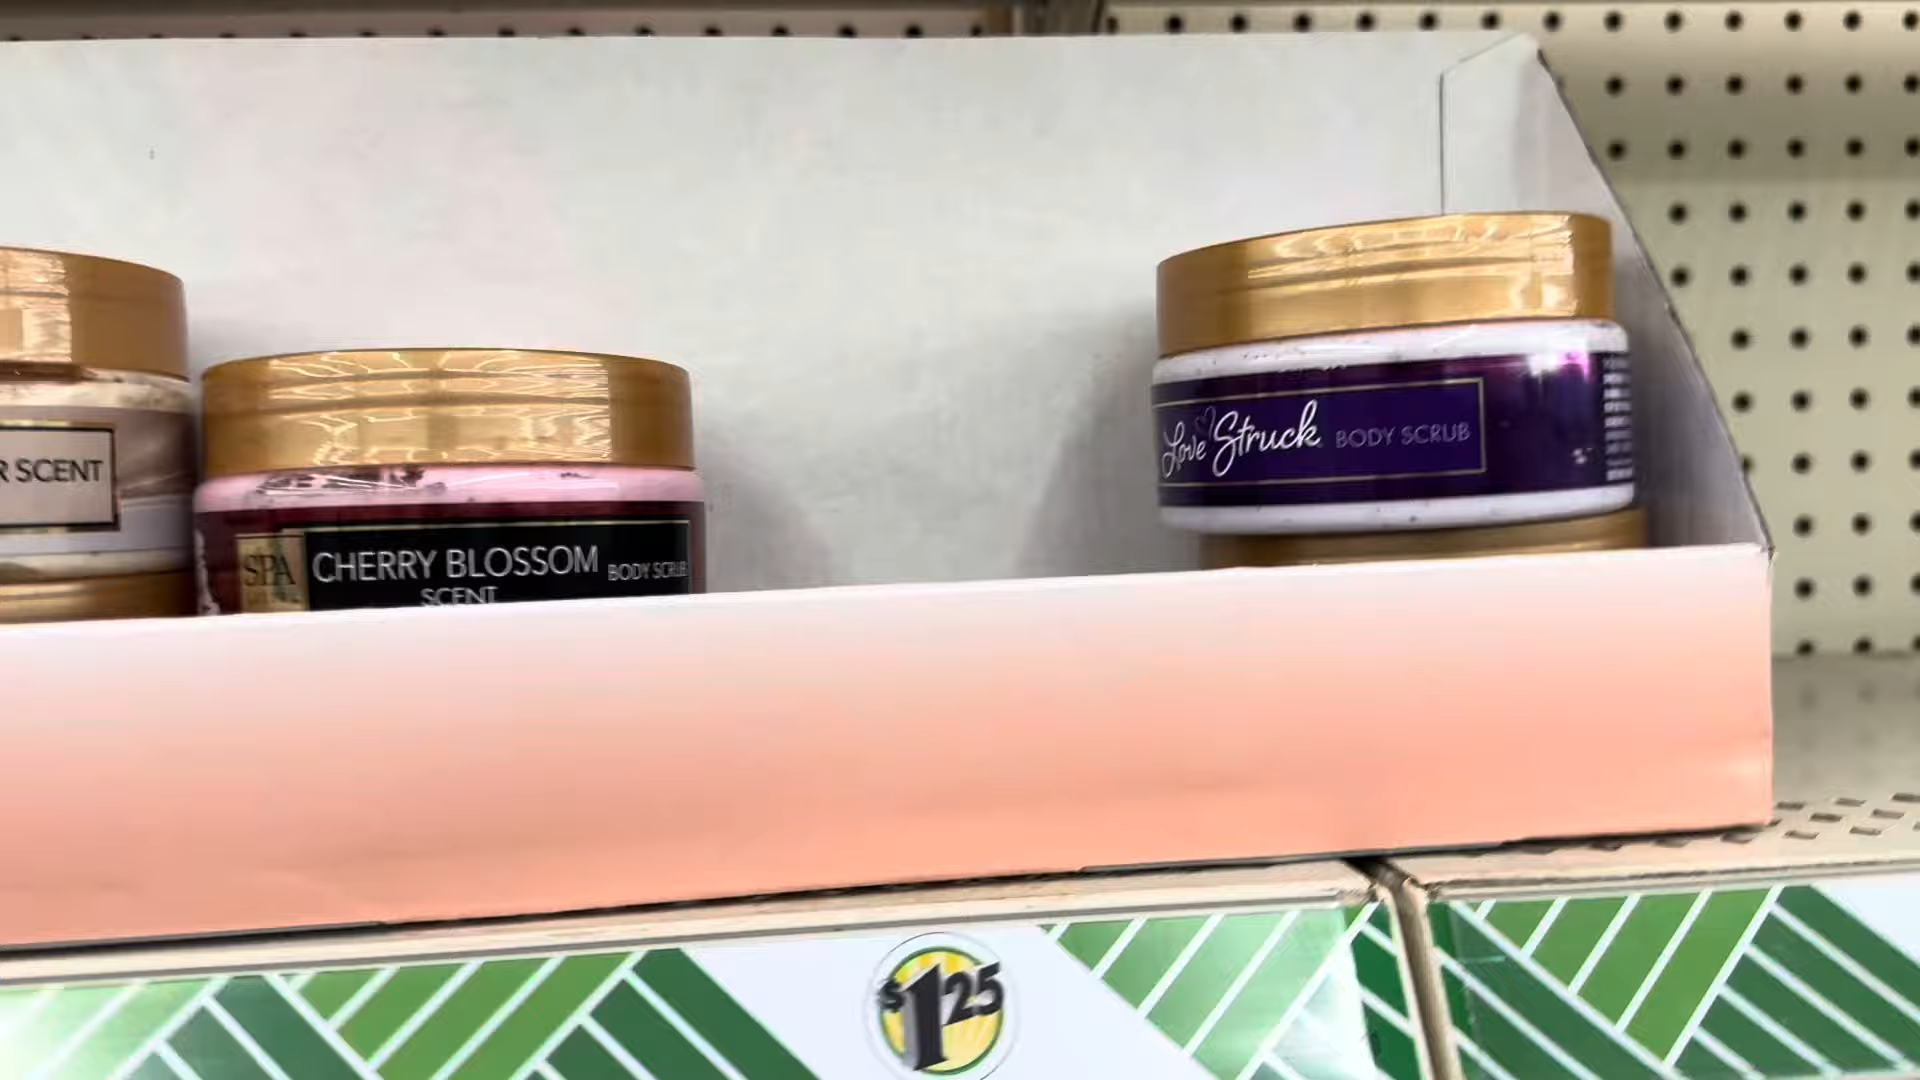 R SCENT
SPA
CHERRY BLOSSOM BODY SCRUB
SCENT
Love Struck BODY SCRUB
$1.25